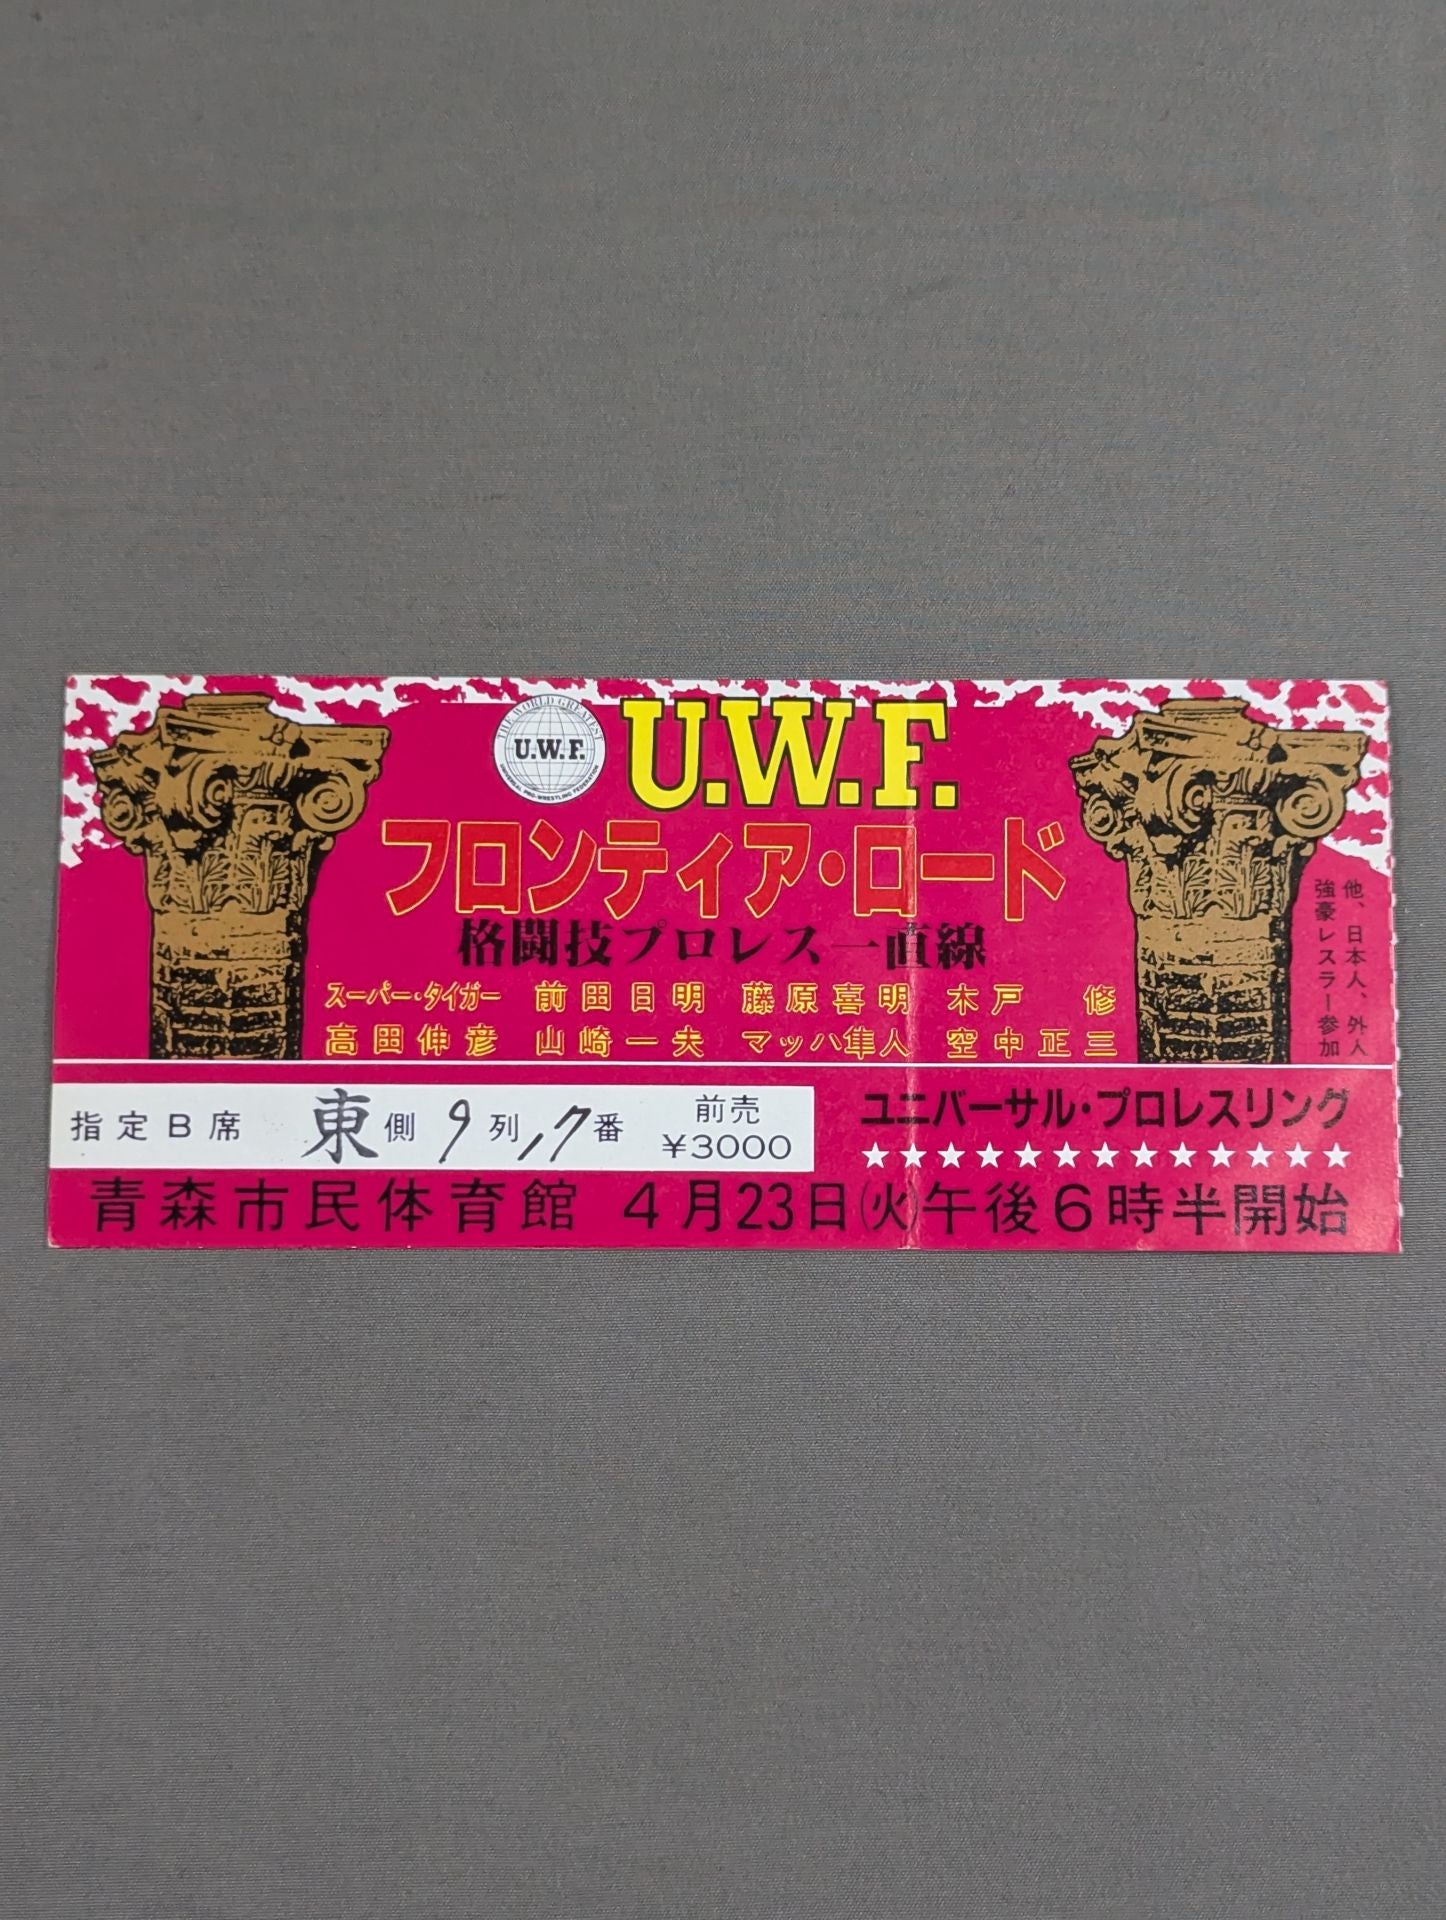 THE WORLD GREATEST
U.W.F.
UNIVERSAL PRO-WRESTLING FEDERATION
U.W.F.
フロンティア・ロード
格闘技プロレス一直線
スーパー・タイガー 前田日明 藤原喜明 木戸 修
高田伸彦 山崎一夫 マッハ隼人 空中正三
他、日本人、外人
強豪レスラー参加
指定B席 東側 9列 17番 前売
¥3000
ユニバーサル・プロレスリング
★★★★★★★★★★★★★
青森市民体育館 4月23日(火)午後6時半開始